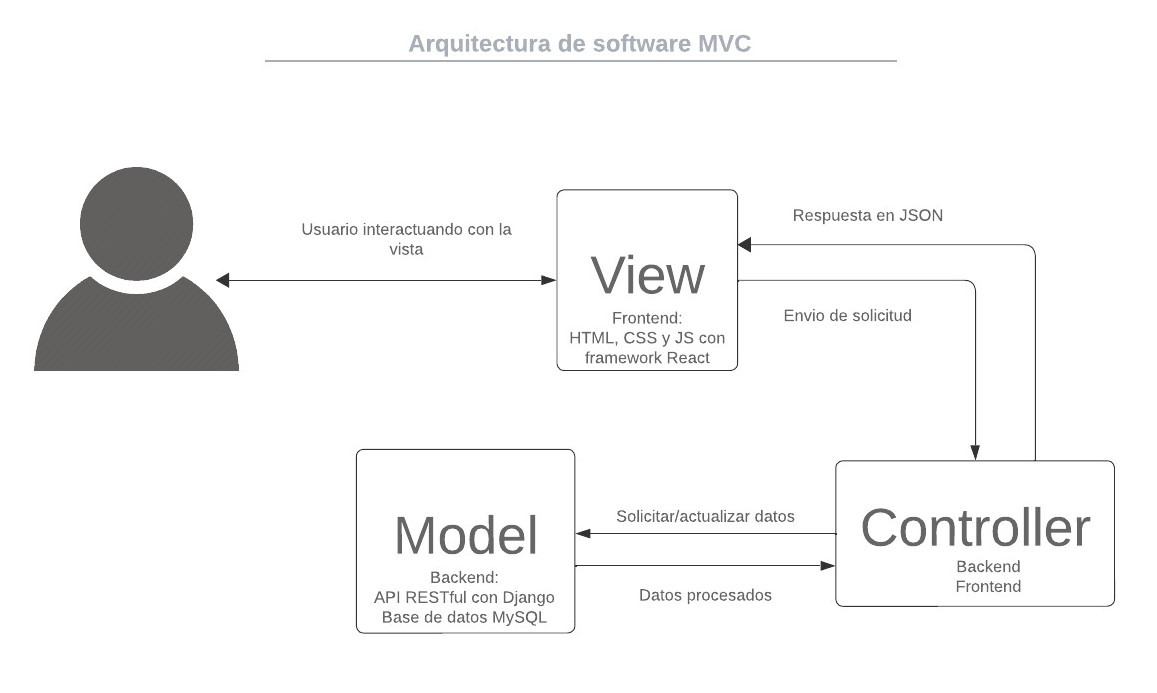 Arquitectura de software MVC
Usuario interactuando con la
vista
Respuesta en JSON
View
Frontend:
HTML, CSS y JS con
framework React
Envio de solicitud
Model
Backend:
API RESTful con Django
Base de datos MySQL
Solicitar/actualizar datos
Datos procesados
Controller
Backend
Frontend